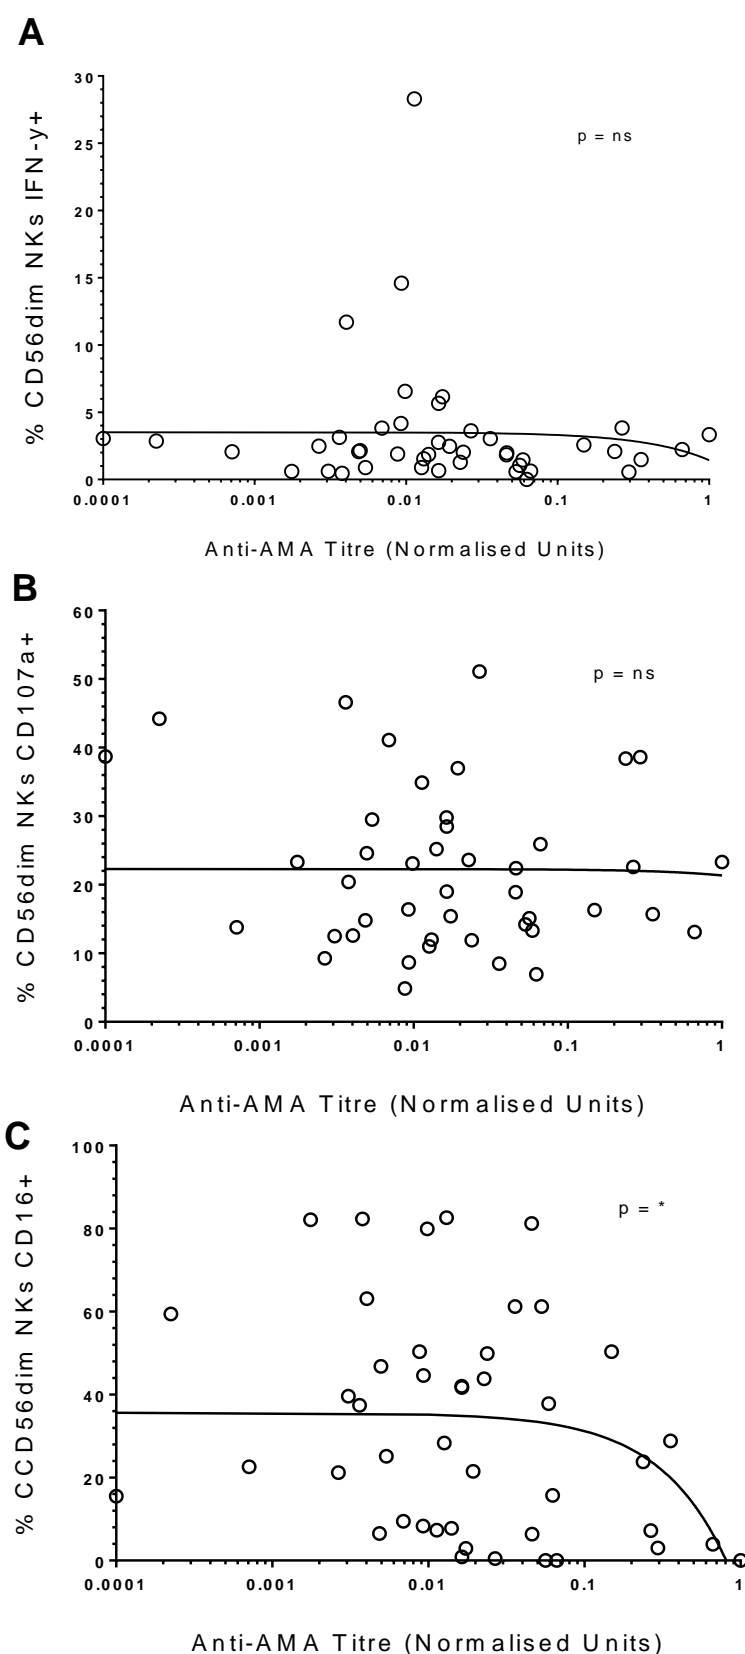 A
% CD56dim NKs IFN-y+
30
25
20
15
10
5
0
p = ns
0.0001 0.001 0.01 0.1 1
Anti-AMA Titre (Normalised Units)
B
% CD56dim NKs CD107a+
60
50
40
30
20
10
0
p = ns
0.0001 0.001 0.01 0.1 1
Anti-AMA Titre (Normalised Units)
C
% CCD56dim NKs CD16+
100
80
60
40
20
0
p = *
0.0001 0.001 0.01 0.1 1
Anti-AMA Titre (Normalised Units)